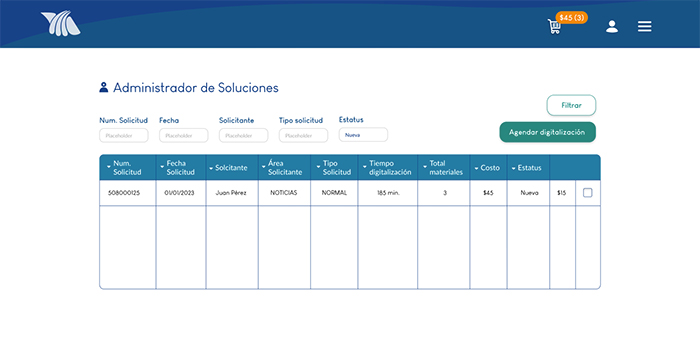 $45 (3)
Administrador de Soluciones
Filtrar
Num. Solicitud Fecha Solicitante Tipo solicitud Estatus
Placeholder Placeholder Placeholder Placeholder Nueva
Agendar digitalización
Num. Solicitud Fecha Solicitud Solcitante Área Solicitante Tipo Solicitud Tiempo digitalización Total materiales Costo Estatus
508000125 01/01/2023 Juan Pérez NOTICIAS NORMAL 185 min. 3 $45 Nueva $15